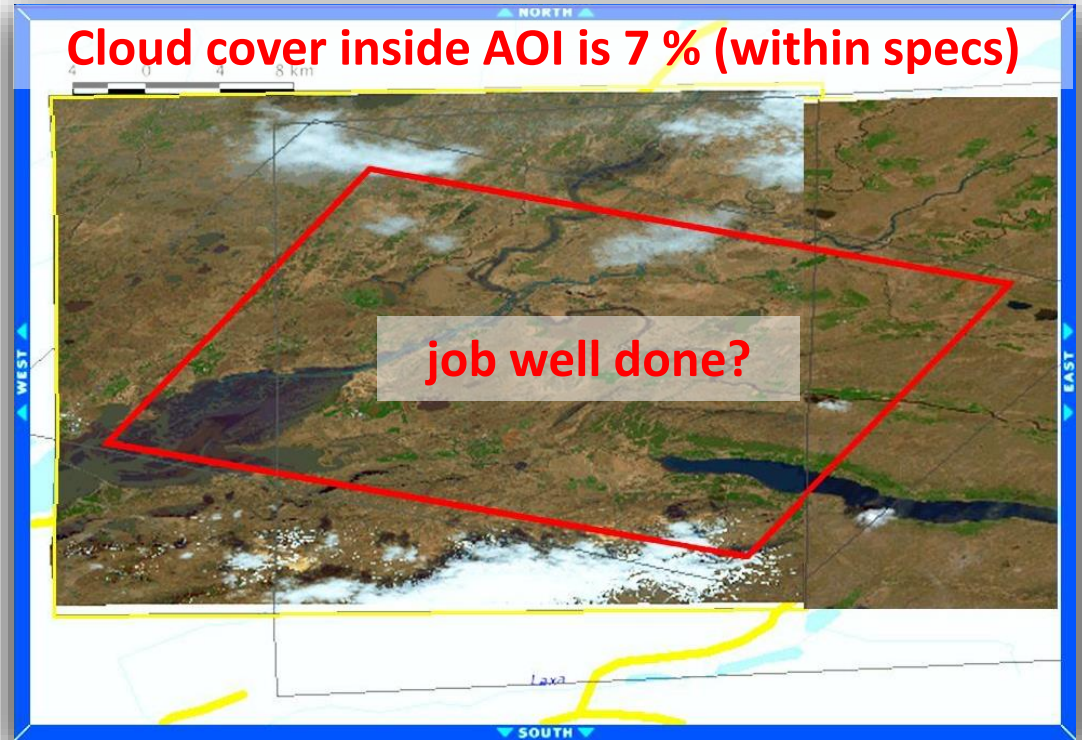 NORTH
Cloud cover inside AOI is 7 % (within specs)
4 0 4 8 km
WEST
EAST
job well done?
Laxa
SOUTH